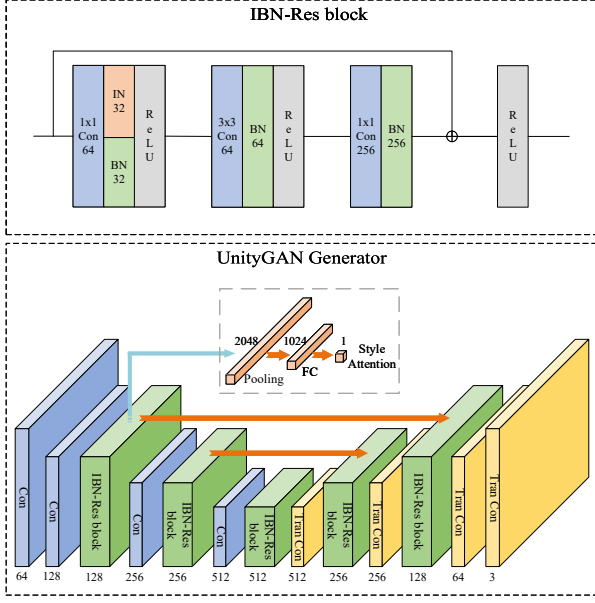 IBN-Res block
1x1
Con
64
IN
32
BN
32
ReLU
3x3
Con
64
BN
64
ReLU
1x1
Con
256
BN
256
ReLU
UnityGAN Generator
2048
1024
1
Pooling
FC
Style
Attention
Con
Con
IBN-Res block
Con
IBN-Res
block
Con
IBN-Res
block
Tran Con
IBN-Res
block
Tran Con
IBN-Res block
Tran Con
Tran Con
64 128 128 256 256 512 512 512 256 256 128 64 3